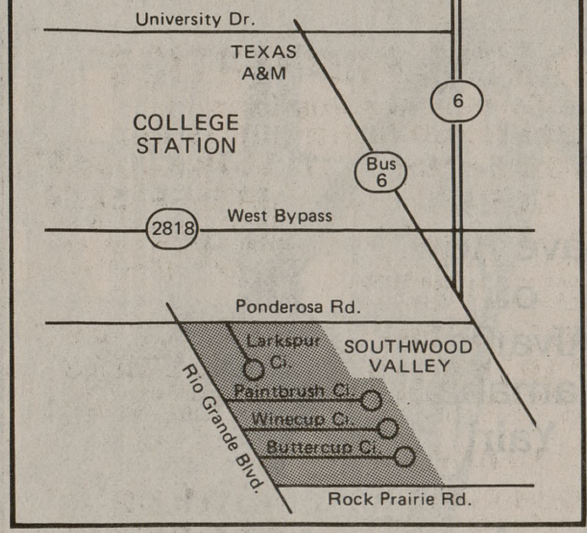 University Dr.
TEXAS
A&M
6
COLLEGE
STATION
Bus
6
2818
West Bypass
Ponderosa Rd.
Larkspur
Ci.
SOUTHWOOD
VALLEY
Rio Grande Blvd.
Paintbrush Ci.
Winecup Ci.
Buttercup Ci.
Rock Prairie Rd.